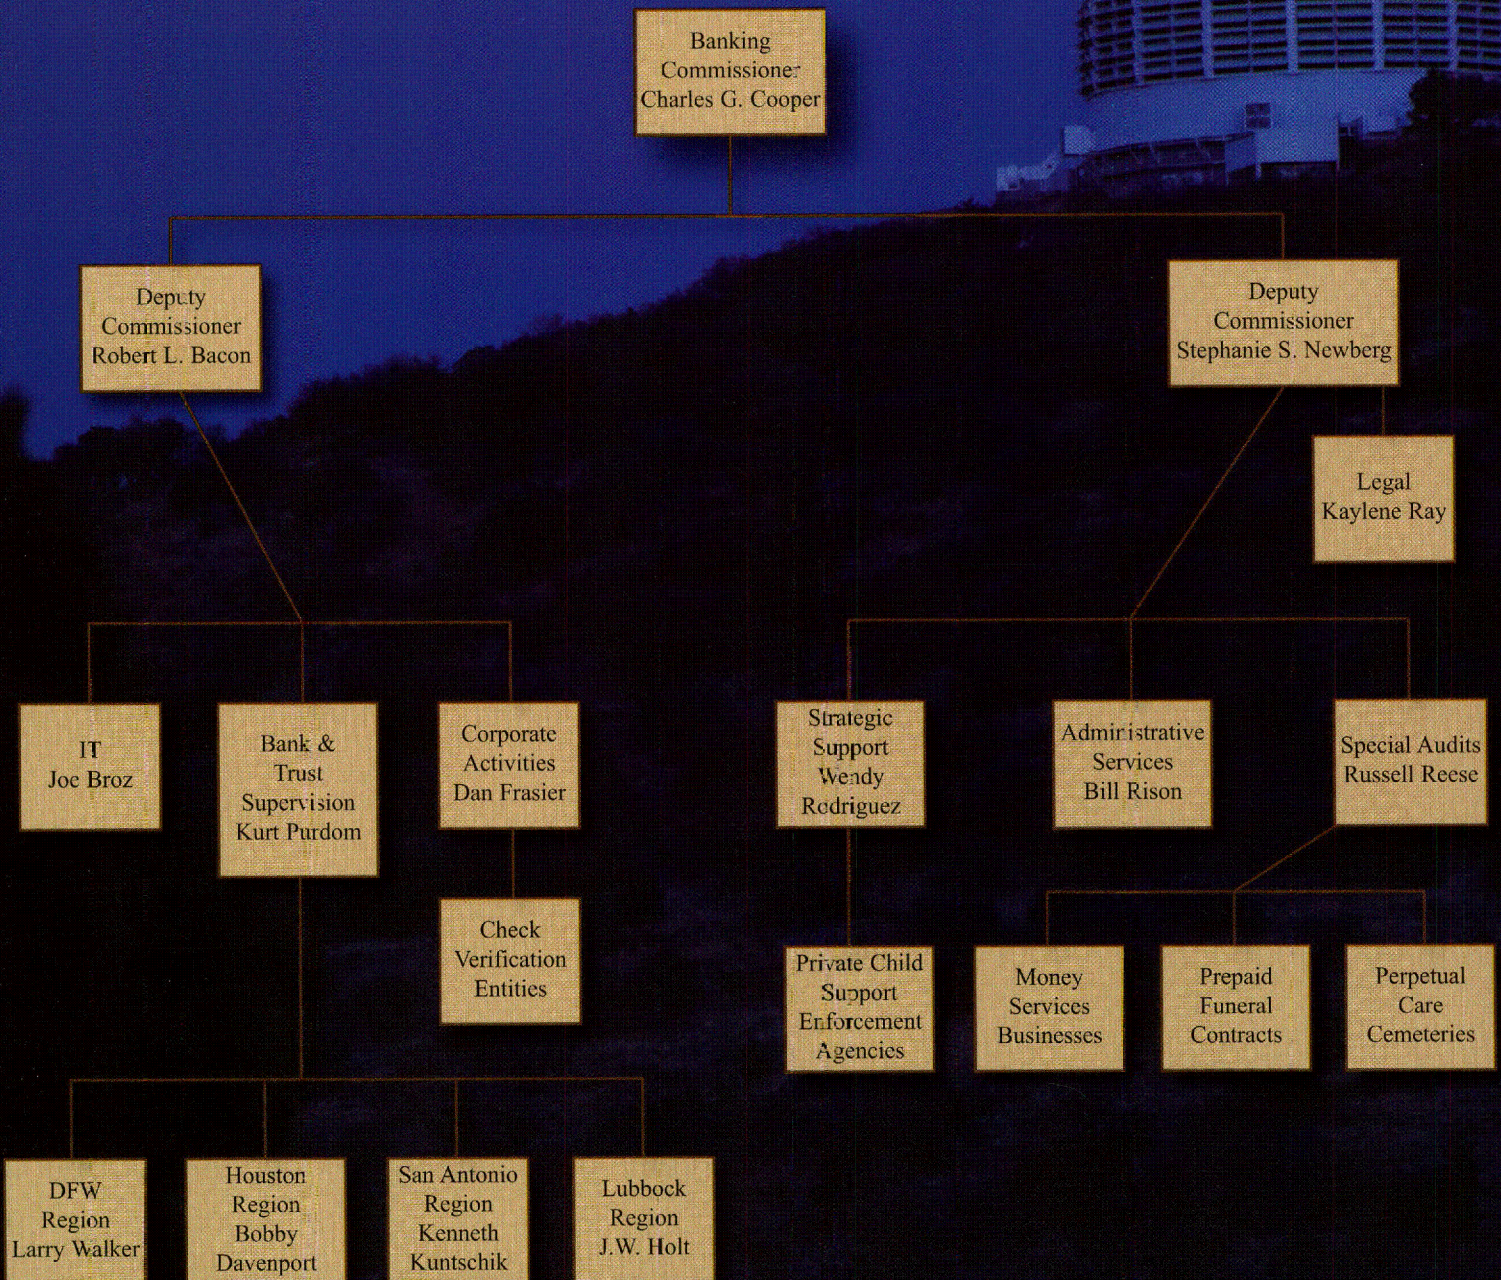 Banking
Commissioner
Charles G. Cooper
Deputy
Commissioner
Robert L. Bacon
Deputy
Commissioner
Stephanie S. Newberg
Legal
Kaylene Ray
IT
Joe Broz
Bank &
Trust
Supervision
Kurt Purdom
Corporate
Activities
Dan Frasier
Strategic
Support
Wendy
Rodriguez
Administrative
Services
Bill Rison
Special Audits
Russell Reese
Check
Verification
Entities
Private Child
Support
Enforcement
Agencies
Money
Services
Businesses
Prepaid
Funeral
Contracts
Perpetual
Care
Cemeteries
DFW
Region
Larry Walker
Houston
Region
Bobby
Davenport
San Antonio
Region
Kenneth
Kuntschik
Lubbock
Region
J.W. Holt